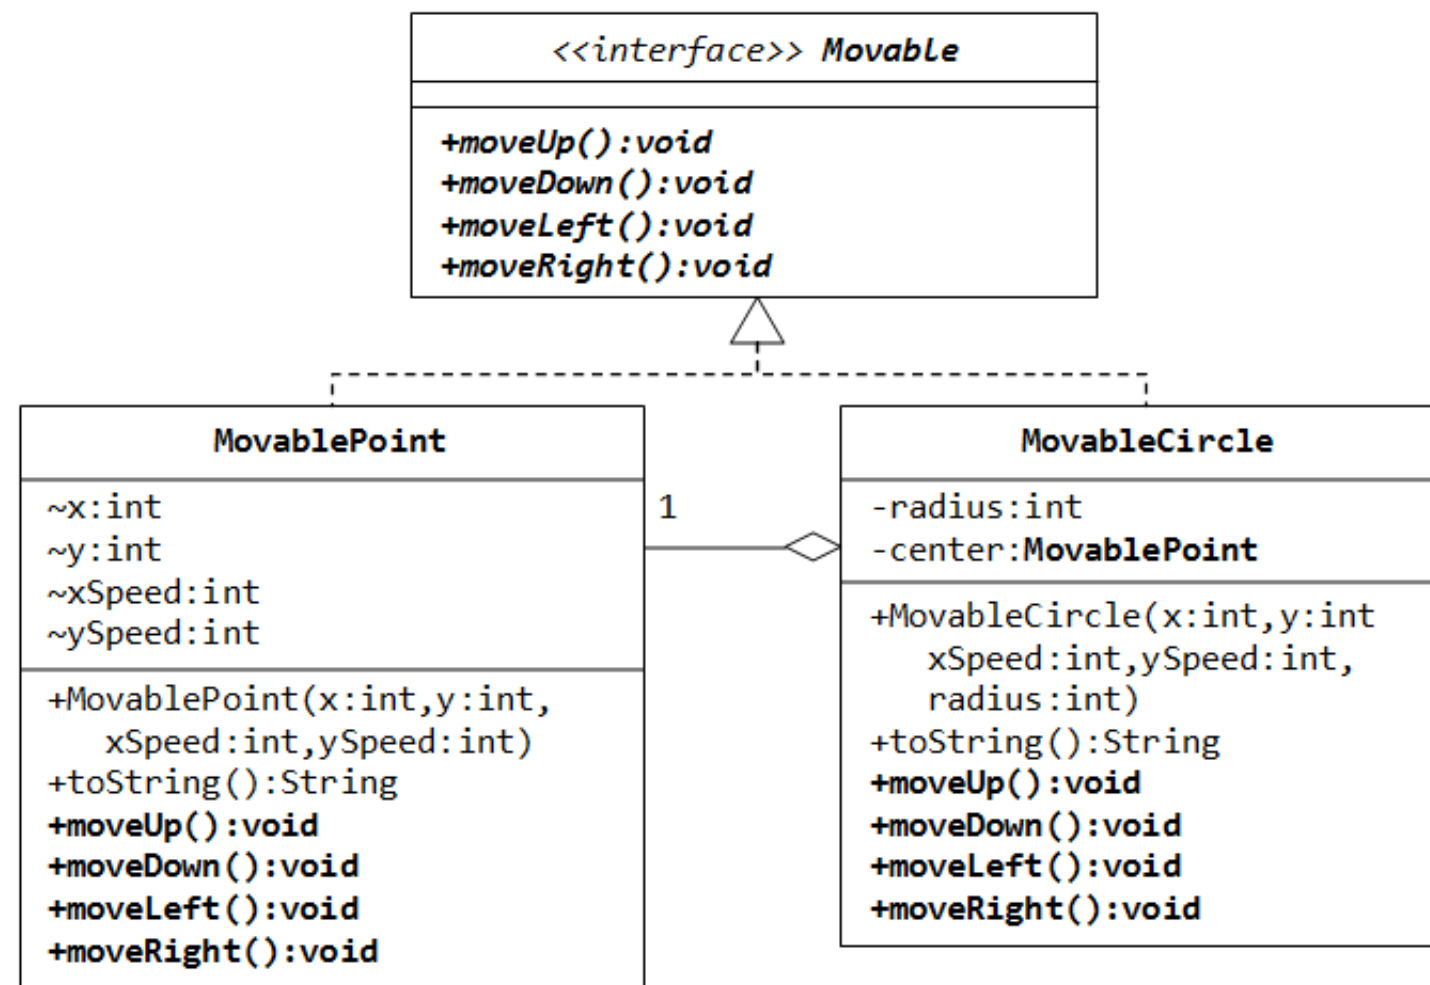 <<interface>> Movable
+moveUp():void
+moveDown():void
+moveLeft():void
+moveRight():void
MovablePoint
~x:int
~y:int
~xSpeed:int
~ySpeed:int
+MovablePoint(x:int,y:int,
xSpeed:int,ySpeed:int)
+toString():String
+moveUp():void
+moveDown():void
+moveLeft():void
+moveRight():void
1
MovableCircle
-radius:int
-center:MovablePoint
+MovableCircle(x:int,y:int
xSpeed:int,ySpeed:int,
radius:int)
+toString():String
+moveUp():void
+moveDown():void
+moveLeft():void
+moveRight():void